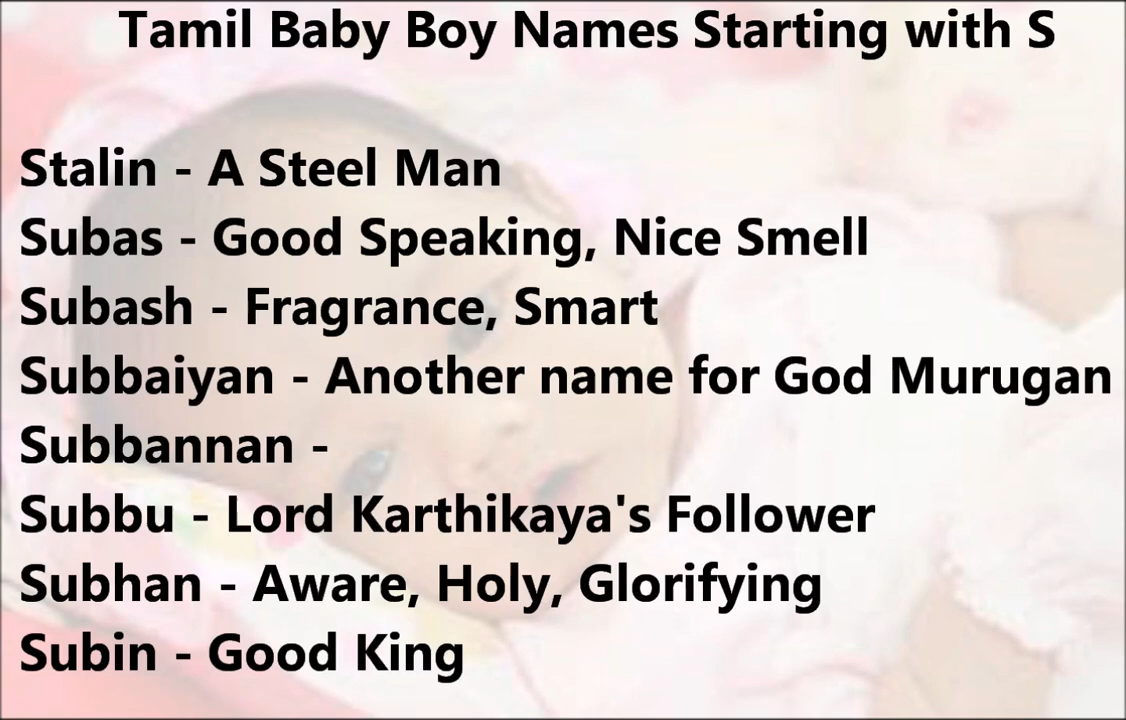 Tamil Baby Boy Names Starting with S
Stalin - A Steel Man
Subas - Good Speaking, Nice Smell
Subash - Fragrance, Smart
Subbaiyan - Another name for God Murugan
Subbannan -
Subbu - Lord Karthikaya's Follower
Subhan - Aware, Holy, Glorifying
Subin - Good King